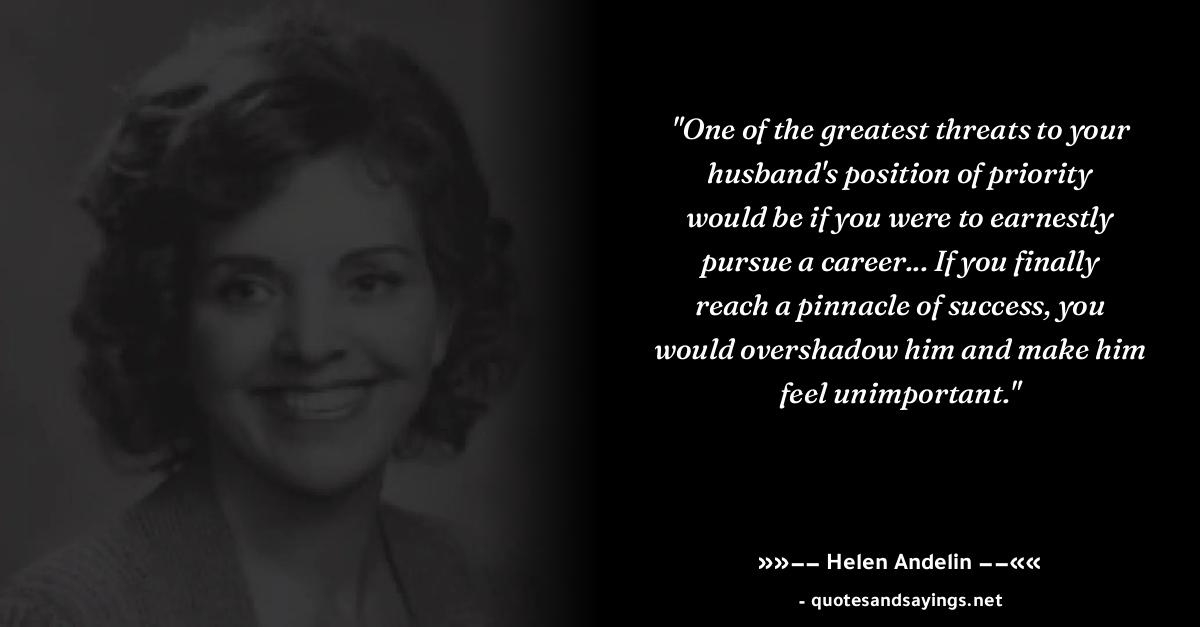 "One of the greatest threats to your
husband's position of priority
would be if you were to earnestly
pursue a career... If you finally
reach a pinnacle of success, you
would overshadow him and make him
feel unimportant."
»»−− Helen Andelin −−««
- quotesandsayings.net